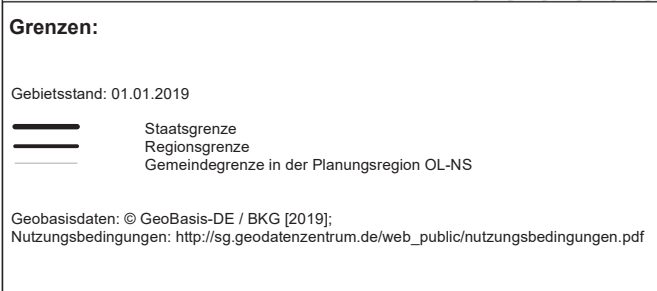 Grenzen:
Gebietsstand: 01.01.2019
Staatsgrenze
Regionsgrenze
Gemeindegrenze in der Planungsregion OL-NS
Geobasisdaten: © GeoBasis-DE / BKG [2019];
Nutzungsbedingungen: http://sg.geodatenzentrum.de/web_public/nutzungsbedingungen.pdf